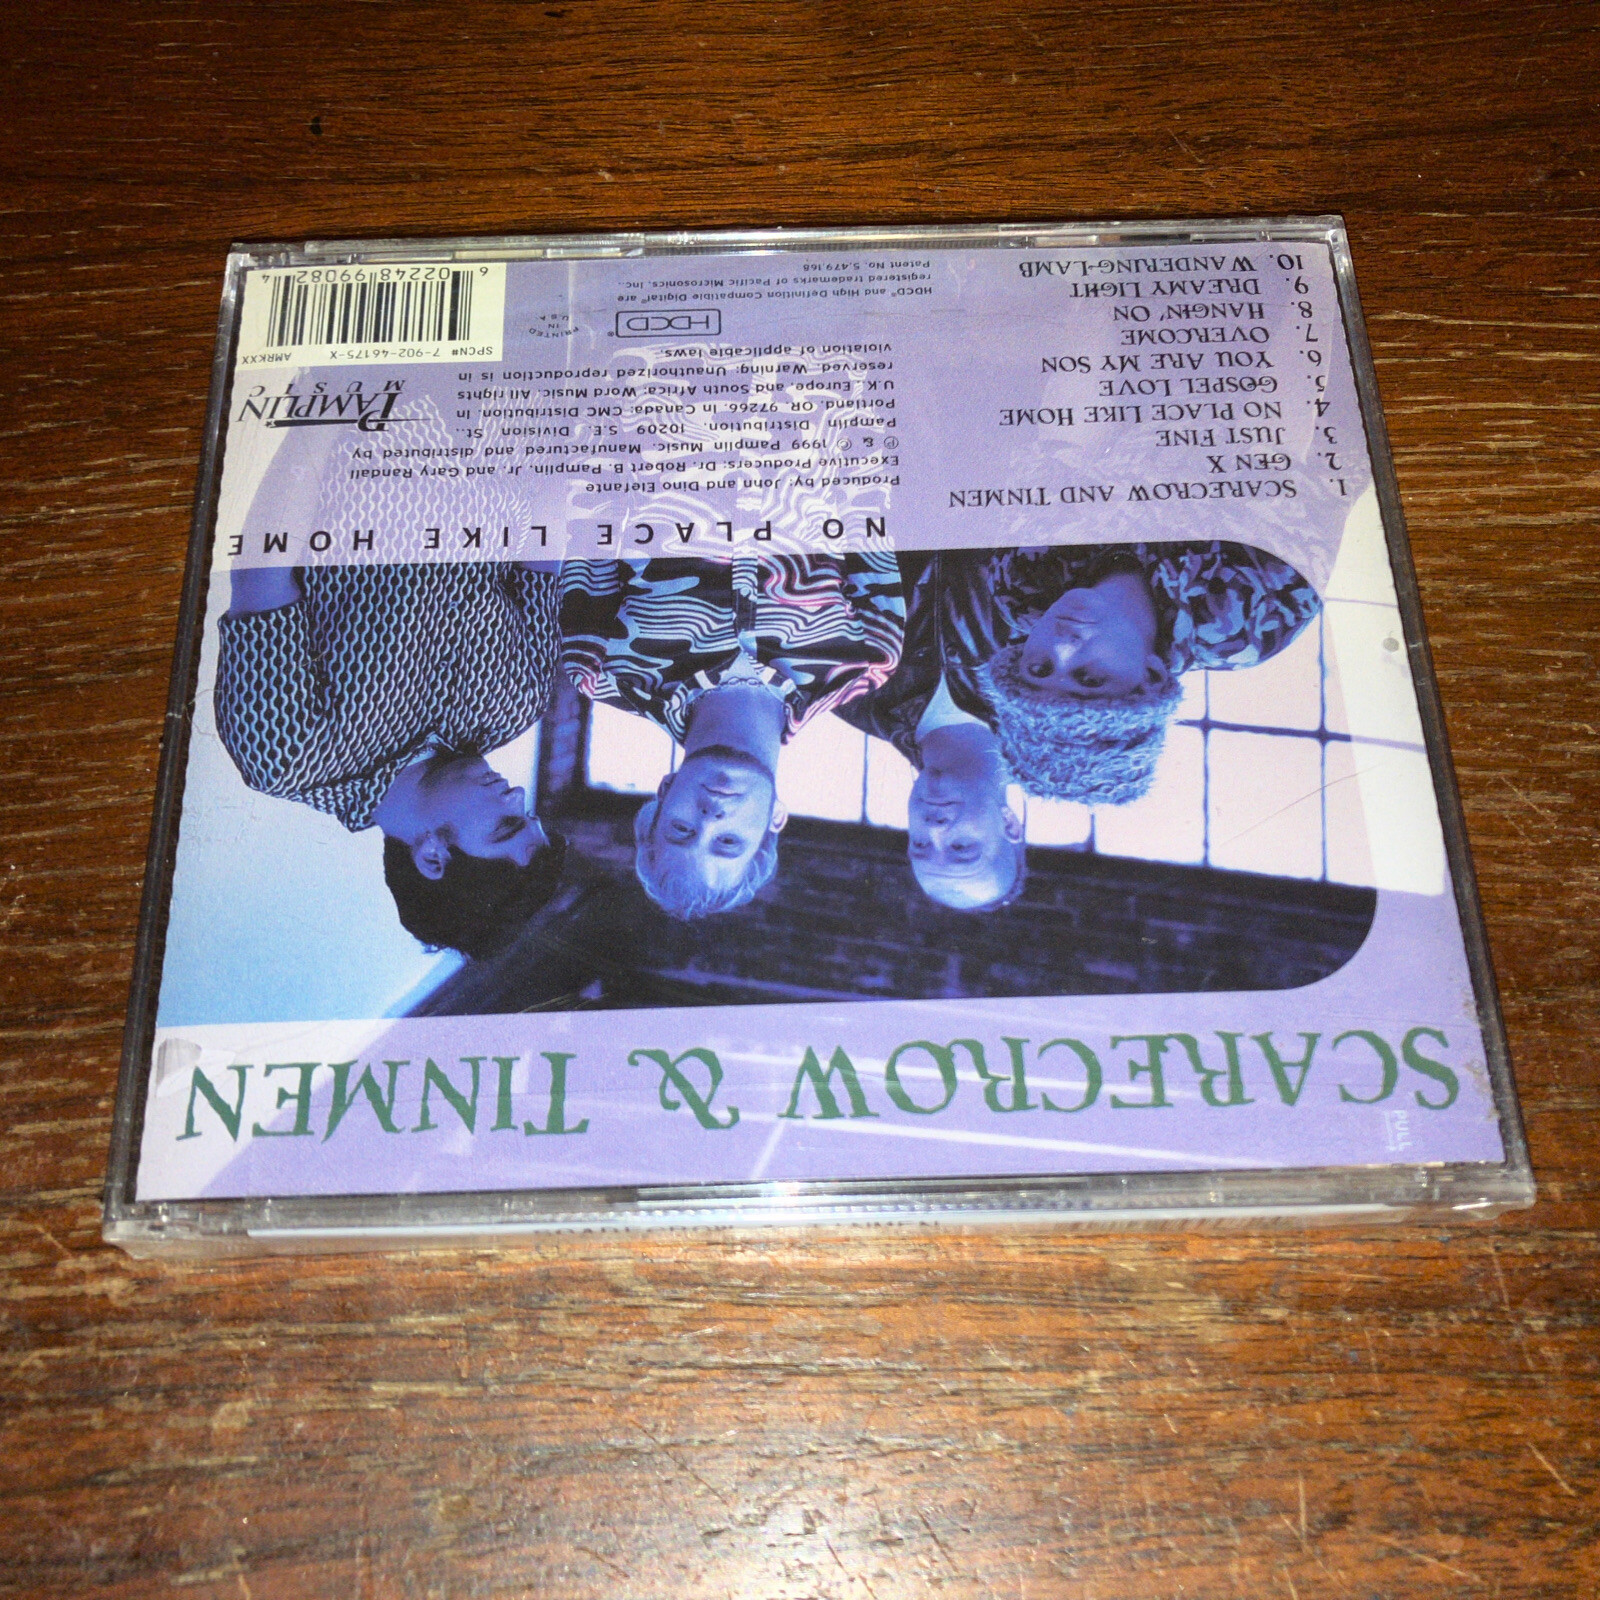 SCARECROW & TINMEN
PULL
NO PLACE LIKE HOME
1. SCARECROW AND TINMEN
2. GEN X
3. JUST FINE
4. NO PLACE LIKE HOME
5. GOSPEL LOVE
6. YOU ARE MY SON
7. OVERCOME
8. HANGIN' ON
9. DREAMY LIGHT
10. WANDERING LAMB
Produced by: John and Dino Elefante
Executive Producers: Dr. Robert B. Pamplin, Jr. and Gary Randall
℗ & © 1999 Pamplin Music. Manufactured and distributed by
Pamplin Distribution. 10209 S.E. Division St.,
Portland, OR. 97266. In Canada: CMC Distribution. In
U.K. Europe, and South Africa: Word Music. All rights
reserved. Warning: Unauthorized reproduction is in
violation of applicable laws.
HDCD®
PRINTED IN U.S.A.
HDCD® and High Definition Compatible Digital® are
registered trademarks of Pacific Microsonics, Inc..
Patent No. 5,479,168
PAMPLIN
MUSIC
SPCN# 7-902-46175-X AMRKXX
6 02248 99082 4
SCARECROW & TINMEN